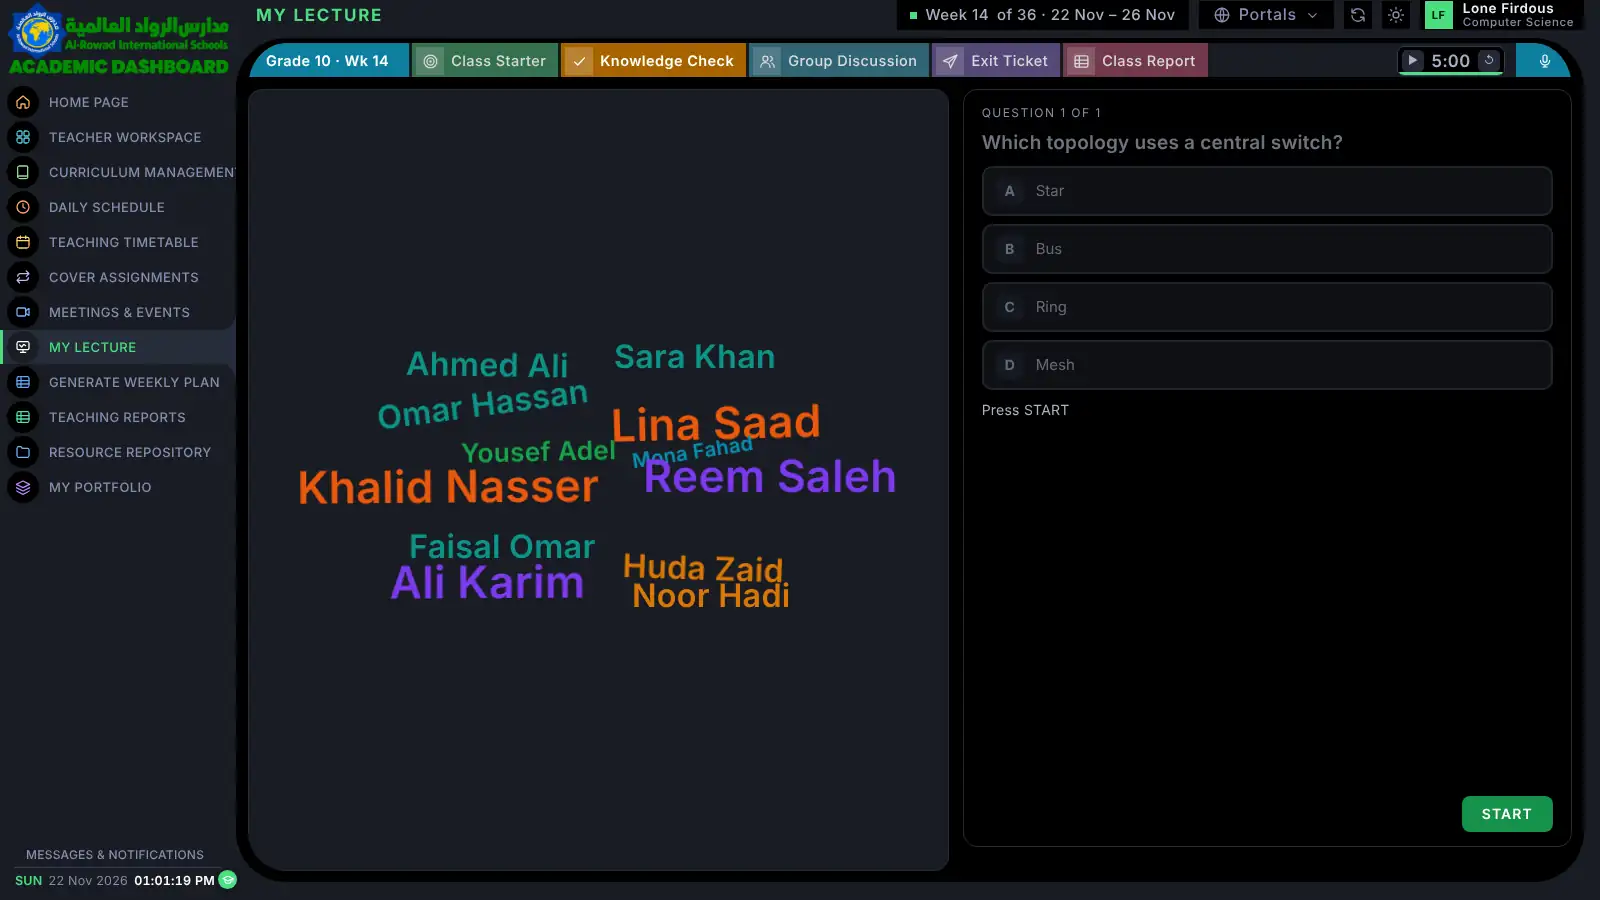 مدارس الرواد العالمية
Al-Rowad International Schools
ACADEMIC DASHBOARD
HOME PAGE
TEACHER WORKSPACE
CURRICULUM MANAGEMEN
DAILY SCHEDULE
TEACHING TIMETABLE
COVER ASSIGNMENTS
MEETINGS & EVENTS
MY LECTURE
GENERATE WEEKLY PLAN
TEACHING REPORTS
RESOURCE REPOSITORY
MY PORTFOLIO
MESSAGES & NOTIFICATIONS
SUN 22 Nov 2026 01:01:19 PM
MY LECTURE
Week 14 of 36 · 22 Nov – 26 Nov
Portals
LF
Lone Firdous
Computer Science
Grade 10 · Wk 14
Class Starter
Knowledge Check
Group Discussion
Exit Ticket
Class Report
5:00
Ahmed Ali
Sara Khan
Omar Hassan
Lina Saad
Yousef Adel
Mona Fahad
Khalid Nasser
Reem Saleh
Faisal Omar
Ali Karim
Huda Zaid
Noor Hadi
QUESTION 1 OF 1
Which topology uses a central switch?
A Star
B Bus
C Ring
D Mesh
Press START
START